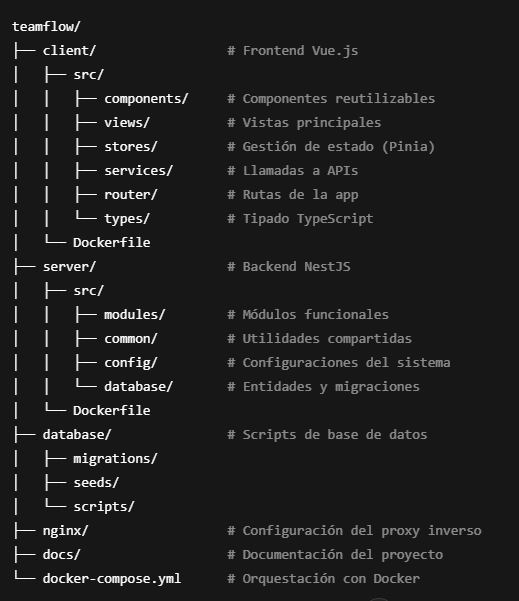 teamflow/
├── client/               # Frontend Vue.js
│   ├── src/
│   │   ├── components/     # Componentes reutilizables
│   │   ├── views/          # Vistas principales
│   │   ├── stores/         # Gestión de estado (Pinia)
│   │   ├── services/       # Llamadas a APIs
│   │   ├── router/         # Rutas de la app
│   │   └── types/          # Tipado TypeScript
│   └── Dockerfile
├── server/               # Backend NestJS
│   ├── src/
│   │   ├── modules/        # Módulos funcionales
│   │   ├── common/         # Utilidades compartidas
│   │   ├── config/         # Configuraciones del sistema
│   │   └── database/       # Entidades y migraciones
│   └── Dockerfile
├── database/             # Scripts de base de datos
│   ├── migrations/
│   ├── seeds/
│   └── scripts/
├── nginx/                # Configuración del proxy inverso
├── docs/                 # Documentación del proyecto
└── docker-compose.yml    # Orquestación con Docker